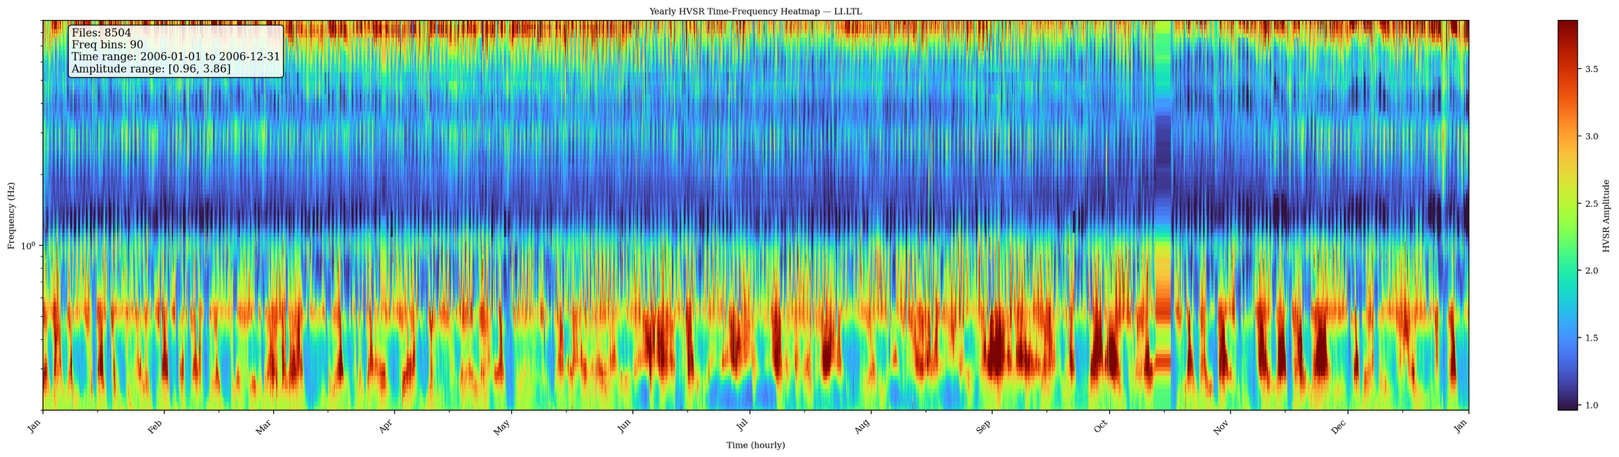 Yearly HVSR Time-Frequency Heatmap — LI.LTL
Files: 8504
Freq bins: 90
Time range: 2006-01-01 to 2006-12-31
Amplitude range: [0.96, 3.86]
Frequency (Hz)
10⁰
Jan
Feb
Mar
Apr
May
Jun
Jul
Aug
Sep
Oct
Nov
Dec
Jan
Time (hourly)
3.5
3.0
2.5
2.0
1.5
1.0
HVSR Amplitude